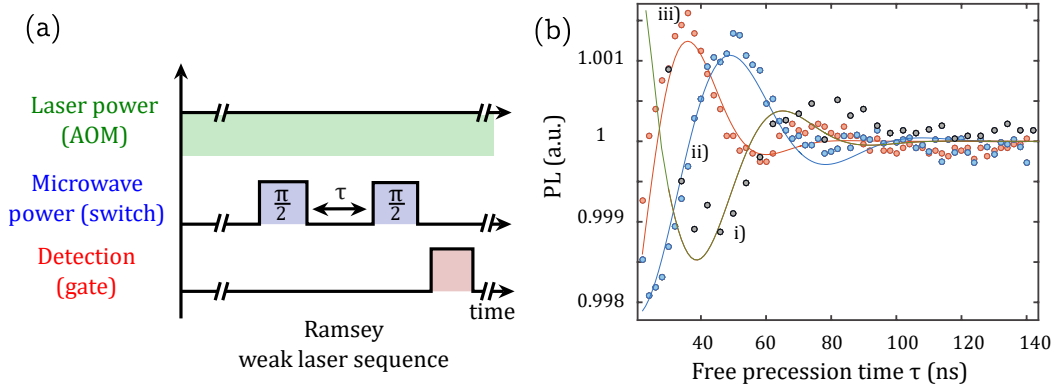 (a)
Laser power
(AOM)
Microwave
power (switch)
Detection
(gate)
π/2
τ
π/2
time
Ramsey
weak laser sequence
(b)
iii)
ii)
i)
PL (a.u.)
1.001
1
0.999
0.998
40 60 80 100 120 140
Free precession time τ (ns)